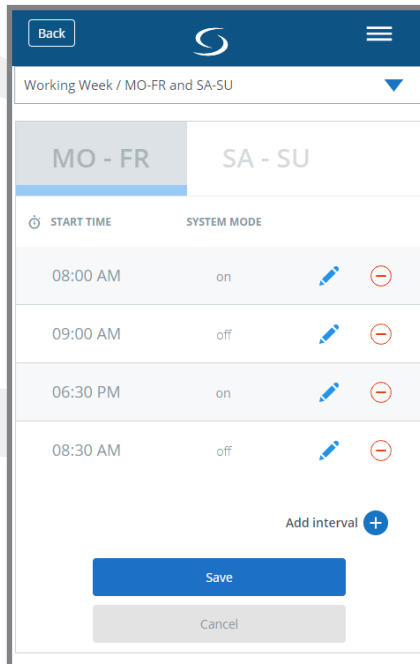 Back
Working Week / MO-FR and SA-SU
MO - FR SA - SU
START TIME SYSTEM MODE
08:00 AM on
09:00 AM off
06:30 PM on
08:30 AM off
Add interval
Save
Cancel